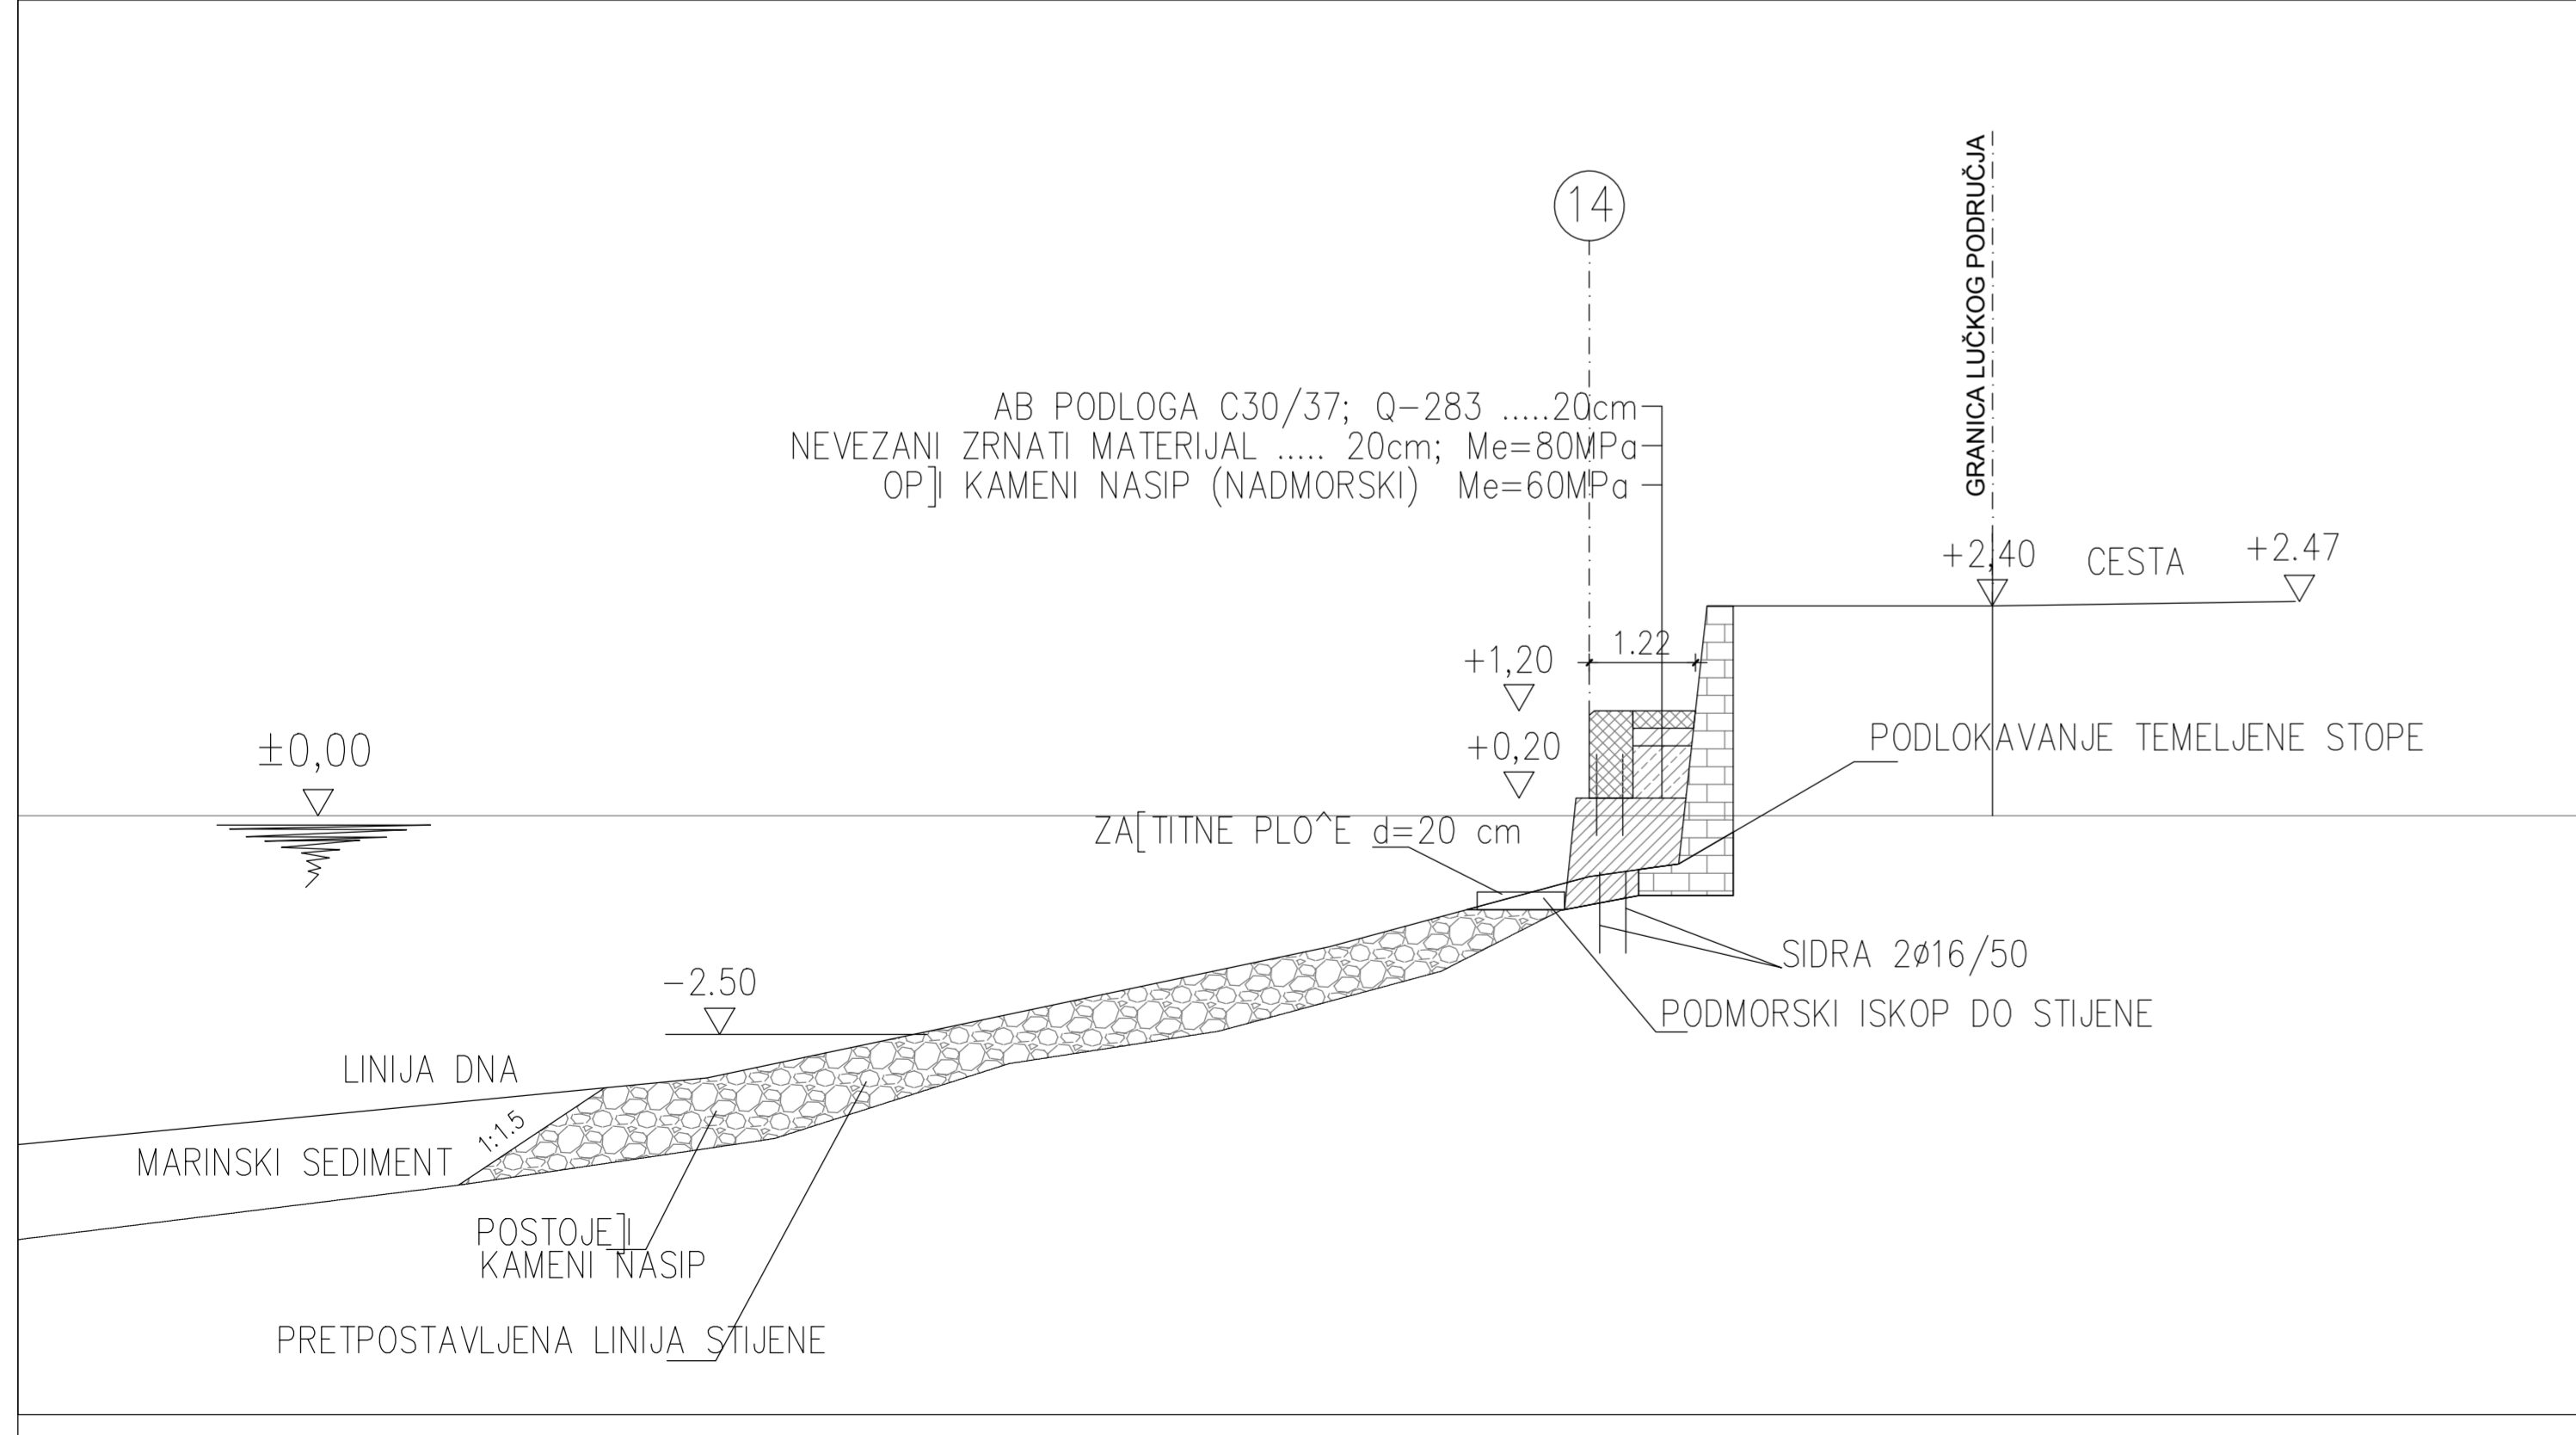 GRANICA LUČKOG PODRUČJA
14
AB PODLOGA C30/37; Q-283 .....20cm
NEVEZANI ZRNATI MATERIJAL ..... 20cm; Me=80MPa
OP]I KAMENI NASIP (NADMORSKI) Me=60MPa
+2,40 CESTA +2.47
1.22
+1,20
±0,00
+0,20
PODLOKAVANJE TEMELJENE STOPE
ZA[TITNE PLO^E d=20 cm
SIDRA 2ø16/50
-2.50
PODMORSKI ISKOP DO STIJENE
LINIJA DNA
1:1.5
MARINSKI SEDIMENT
POSTOJE]I
KAMENI NASIP
PRETPOSTAVLJENA LINIJA STIJENE